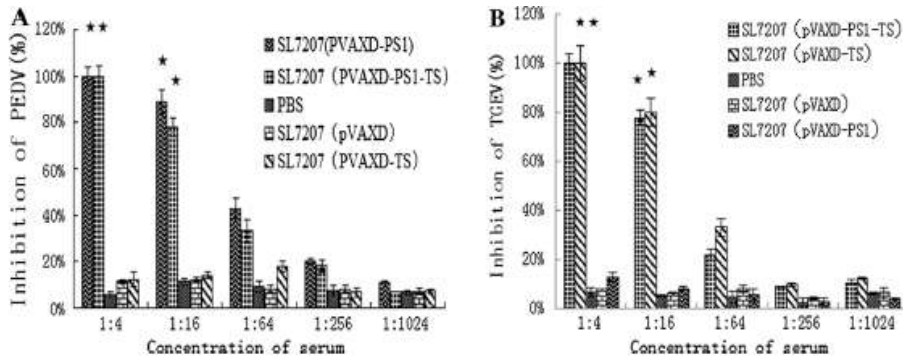 A
Inhibition of PEDV(%)
120%
100%
80%
60%
40%
20%
0%
★★
★
★
SL7207(PVAXD-PS1)
SL7207 (PVAXD-PS1-TS)
PBS
SL7207 (pVAXD)
SL7207 (PVAXD-TS)
1:4 1:16 1:64 1:256 1:1024
Concentration of serum
B
Inhibition of TGEV(%)
120%
100%
80%
60%
40%
20%
0%
★★
★ ★
SL7207 (pVAXD-PS1-TS)
SL7207 (pVAXD-TS)
PBS
SL7207 (pVAXD)
SL7207 (pVAXD-PS1)
1:4 1:16 1:64 1:256 1:1024
Concentration of serum